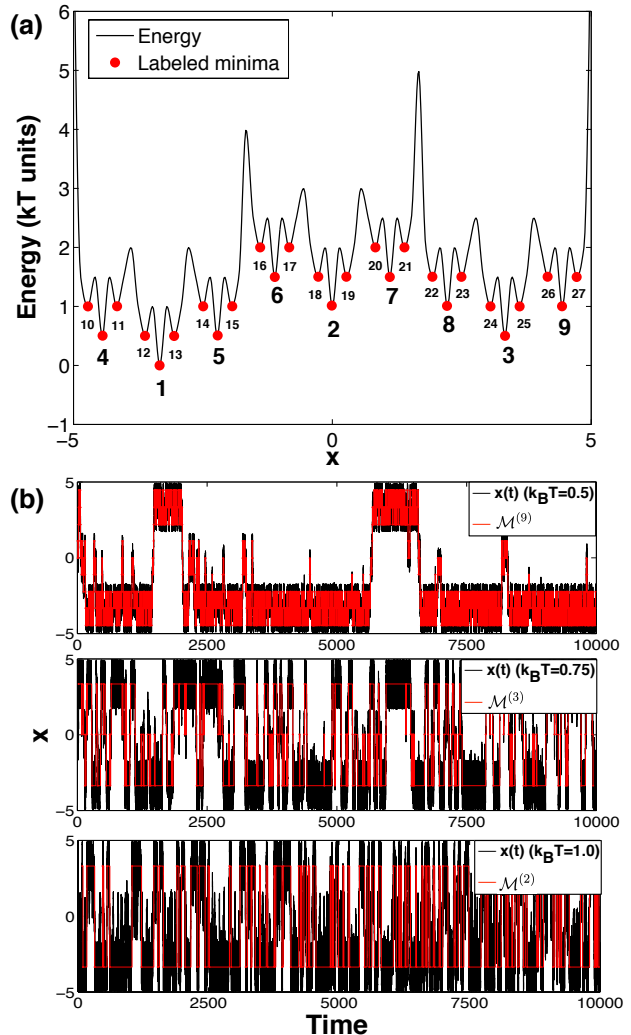 (a)
Energy
Labeled minima
6
5
4
3
2
1
0
−1
Energy (kT units)
16 17 20 21
6 7
10 11 14 15 18 19 22 23 26 27
2 8 9
12 13 24 25
4 5 3
1
−5 0 5
x
(b)
5
0
−5
x(t) (k_BT=0.5)
ℳ^(9)
0 2500 5000 7500 10000
5
0
−5
x
x(t) (k_BT=0.75)
ℳ^(3)
0 2500 5000 7500 10000
5
0
−5
x(t) (k_BT=1.0)
ℳ^(2)
0 2500 5000 7500 10000
Time